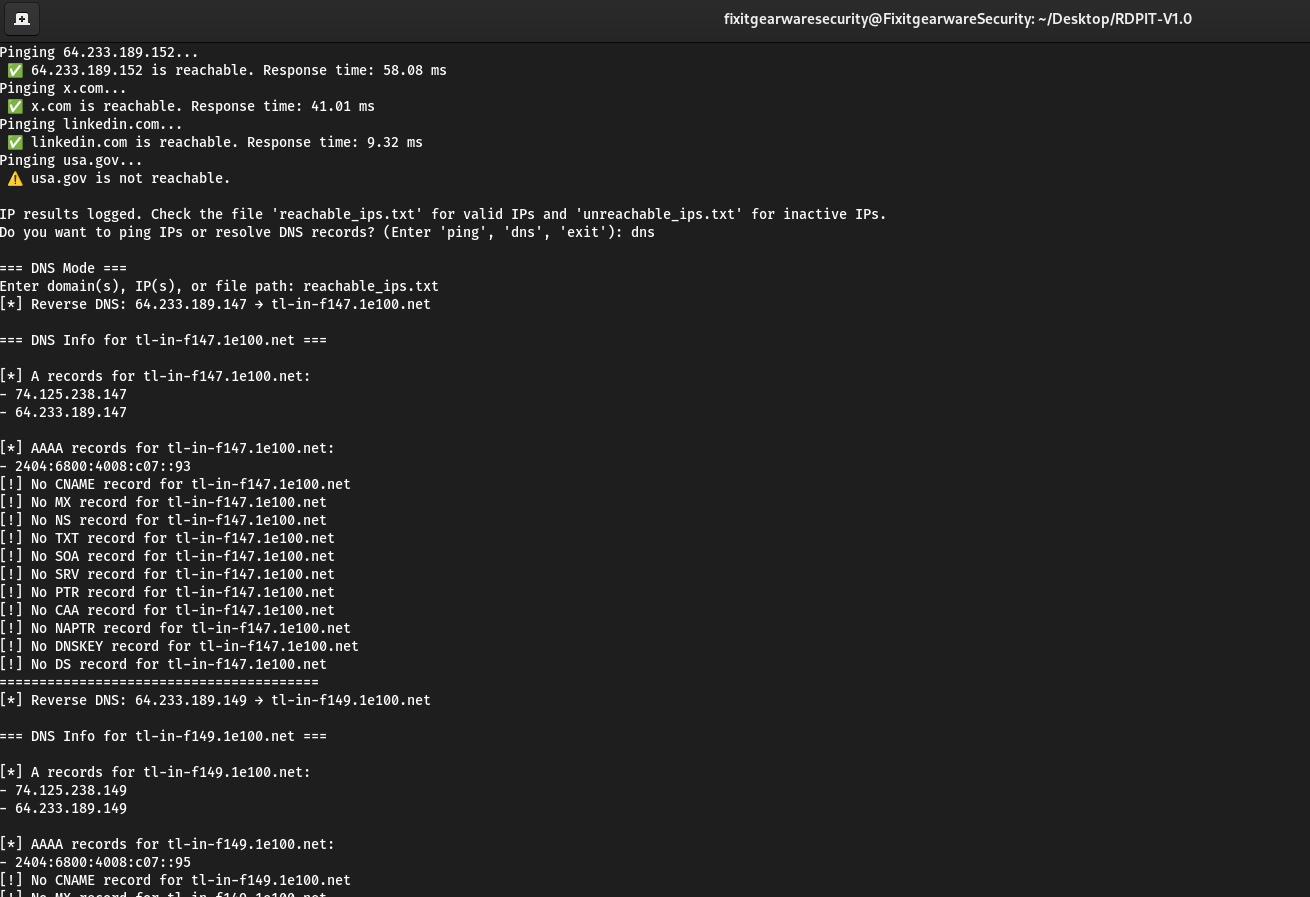 fixitgearwaresecurity@FixitgearwareSecurity: ~/Desktop/RDPIT-V1.0
Pinging 64.233.189.152...
✅ 64.233.189.152 is reachable. Response time: 58.08 ms
Pinging x.com...
✅ x.com is reachable. Response time: 41.01 ms
Pinging linkedin.com...
✅ linkedin.com is reachable. Response time: 9.32 ms
Pinging usa.gov...
⚠️ usa.gov is not reachable.
IP results logged. Check the file 'reachable_ips.txt' for valid IPs and 'unreachable_ips.txt' for inactive IPs.
Do you want to ping IPs or resolve DNS records? (Enter 'ping', 'dns', 'exit'): dns
=== DNS Mode ===
Enter domain(s), IP(s), or file path: reachable_ips.txt
[*] Reverse DNS: 64.233.189.147 → tl-in-f147.1e100.net
=== DNS Info for tl-in-f147.1e100.net ===
[*] A records for tl-in-f147.1e100.net:
- 74.125.238.147
- 64.233.189.147
[*] AAAA records for tl-in-f147.1e100.net:
- 2404:6800:4008:c07::93
[!] No CNAME record for tl-in-f147.1e100.net
[!] No MX record for tl-in-f147.1e100.net
[!] No NS record for tl-in-f147.1e100.net
[!] No TXT record for tl-in-f147.1e100.net
[!] No SOA record for tl-in-f147.1e100.net
[!] No SRV record for tl-in-f147.1e100.net
[!] No PTR record for tl-in-f147.1e100.net
[!] No CAA record for tl-in-f147.1e100.net
[!] No NAPTR record for tl-in-f147.1e100.net
[!] No DNSKEY record for tl-in-f147.1e100.net
[!] No DS record for tl-in-f147.1e100.net
========================================
[*] Reverse DNS: 64.233.189.149 → tl-in-f149.1e100.net
=== DNS Info for tl-in-f149.1e100.net ===
[*] A records for tl-in-f149.1e100.net:
- 74.125.238.149
- 64.233.189.149
[*] AAAA records for tl-in-f149.1e100.net:
- 2404:6800:4008:c07::95
[!] No CNAME record for tl-in-f149.1e100.net
[!] No MX record for tl-in-f149.1e100.net